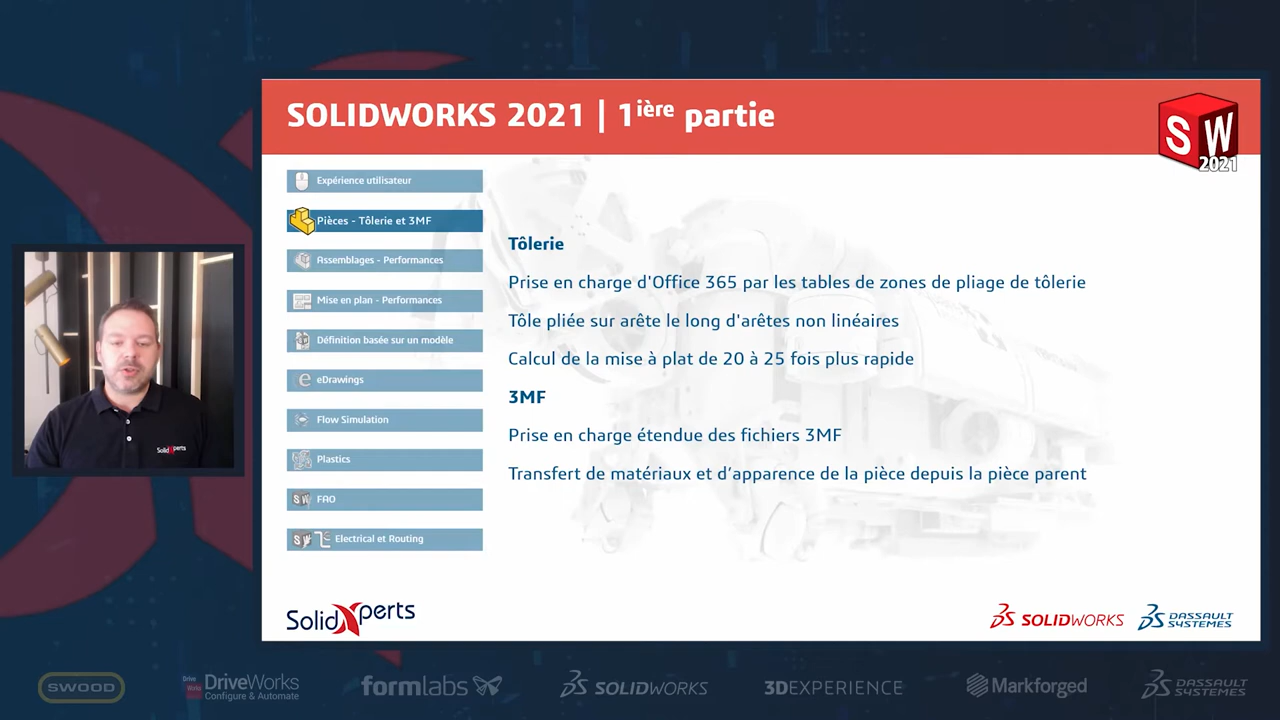 SOLIDWORKS 2021 | 1ière partie
SW
2021
Expérience utilisateur
Pièces - Tôlerie et 3MF
Assemblages - Performances
Mise en plan - Performances
Définition basée sur un modèle
eDrawings
Flow Simulation
Plastics
FAO
Electrical et Routing
Tôlerie
Prise en charge d'Office 365 par les tables de zones de pliage de tôlerie
Tôle pliée sur arête le long d'arêtes non linéaires
Calcul de la mise à plat de 20 à 25 fois plus rapide
3MF
Prise en charge étendue des fichiers 3MF
Transfert de matériaux et d’apparence de la pièce depuis la pièce parent
SolidXperts
SolidXperts
SOLIDWORKS
DASSAULT SYSTEMES
SWOOD
DriveWorks
Configure & Automate
formlabs
SOLIDWORKS
3DEXPERIENCE
Markforged
DASSAULT SYSTEMES